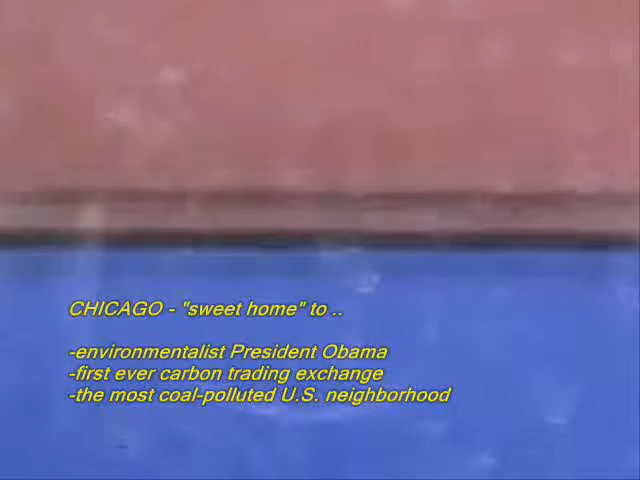 CHICAGO - "sweet home" to ..
-environmentalist President Obama
-first ever carbon trading exchange
-the most coal-polluted U.S. neighborhood